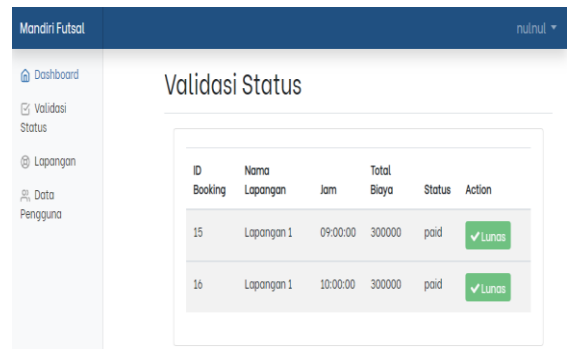 Mandiri Futsal
nulnul
Dashboard
Validasi
Status
Lapangan
Data
Pengguna
Validasi Status
ID Booking Nama Lapangan Jam Total Biaya Status Action
15 Lapangan 1 09:00:00 300000 paid Lunas
16 Lapangan 1 10:00:00 300000 paid Lunas